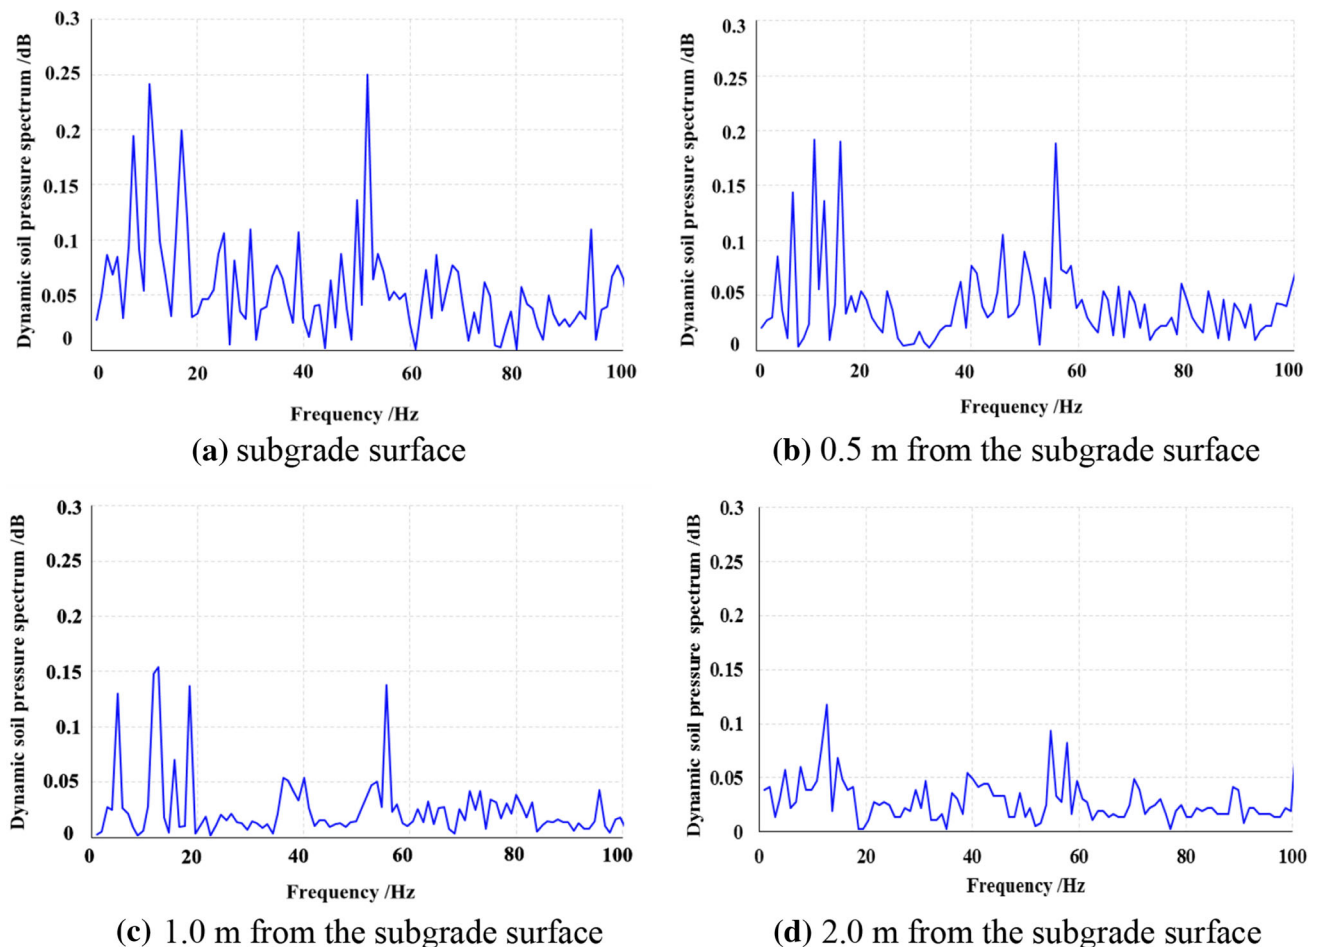 Dynamic soil pressure spectrum /dB
0.3
0.25
0.2
0.15
0.1
0.05
0
0 20 40 60 80 100
Frequency /Hz
(a) subgrade surface
Dynamic soil pressure spectrum /dB
0.3
0.25
0.2
0.15
0.1
0.05
0
0 20 40 60 80 100
Frequency /Hz
(b) 0.5 m from the subgrade surface
Dynamic soil pressure spectrum /dB
0.3
0.25
0.2
0.15
0.1
0.05
0
0 20 40 60 80 100
Frequency /Hz
(c) 1.0 m from the subgrade surface
Dynamic soil pressure spectrum /dB
0.3
0.25
0.2
0.15
0.1
0.05
0
0 20 40 60 80 100
Frequency /Hz
(d) 2.0 m from the subgrade surface